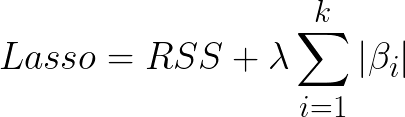 Lasso = RSS + λ ∑_{i=1}^{k} |β_i|